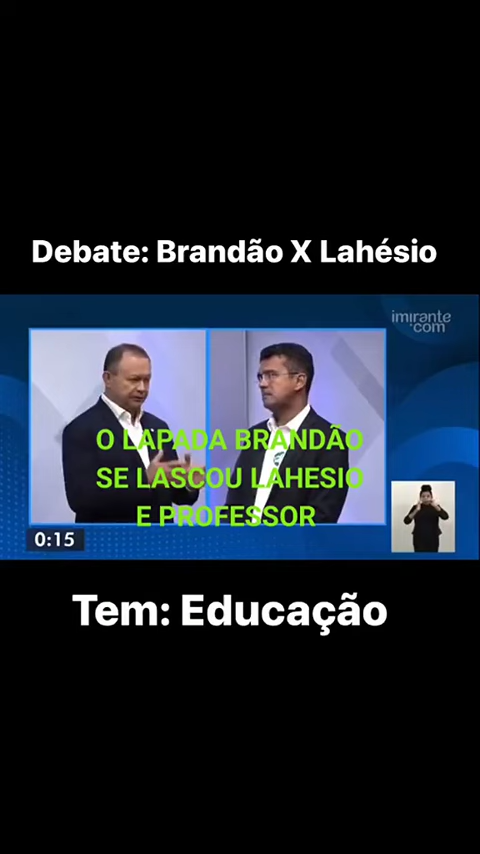 Debate: Brandão X Lahésio
imirante
.com
O LAPADA BRANDÃO
SE LASCOU LAHESIO
E PROFESSOR
0:15
Tem: Educação